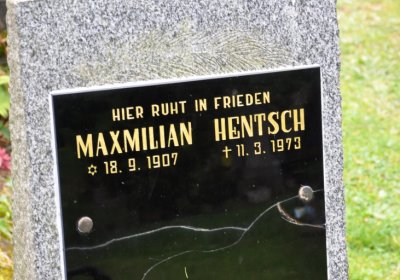 HIER RUHT IN FRIEDEN
MAXMILIAN HENTSCH
✡ 18. 9. 1907 ✝ 11. 3. 1973